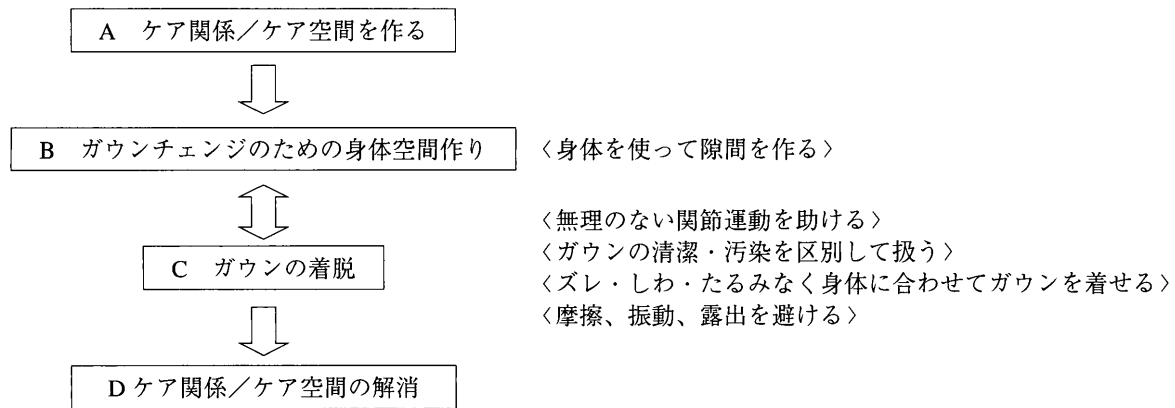 A ケア関係／ケア空間を作る
B ガウンチェンジのための身体空間作り 〈身体を使って隙間を作る〉
〈無理のない関節運動を助ける〉
〈ガウンの清潔・汚染を区別して扱う〉
C ガウンの着脱
〈ズレ・しわ・たるみなく身体に合わせてガウンを着せる〉
〈摩擦、振動、露出を避ける〉
D ケア関係／ケア空間の解消